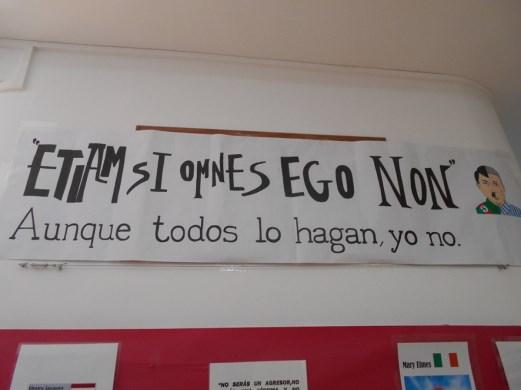 "ETIAM SI OMNES EGO NON"
Aunque todos lo hagan, yo no.
"NO SERÁS UN AGRESOR, NO
Mary Elmes